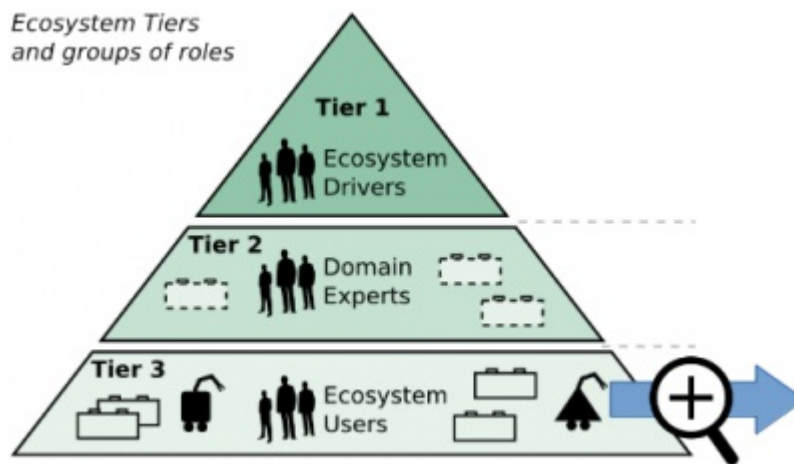 Ecosystem Tiers
and groups of roles
Tier 1
Ecosystem
Drivers
Tier 2
Domain
Experts
Tier 3
Ecosystem
Users